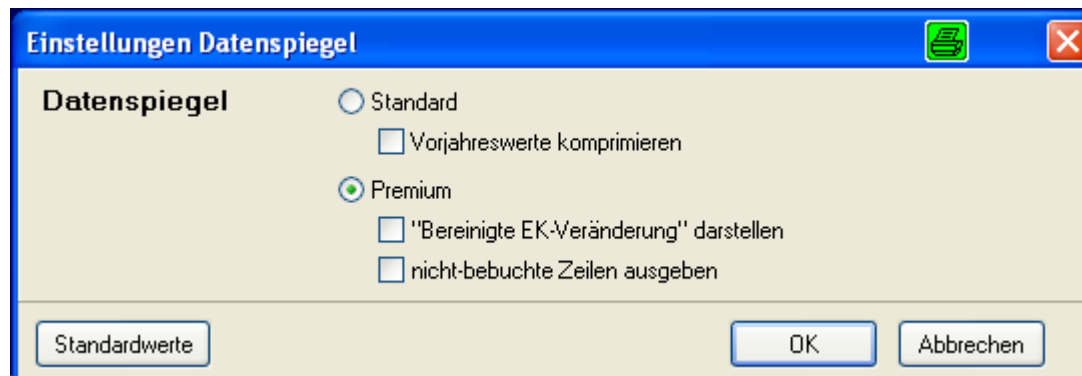 Einstellungen Datenspiegel
Datenspiegel
Standard
Vorjahreswerte komprimieren
Premium
"Bereinigte EK-Veränderung" darstellen
nicht-bebuchte Zeilen ausgeben
Standardwerte
OK
Abbrechen